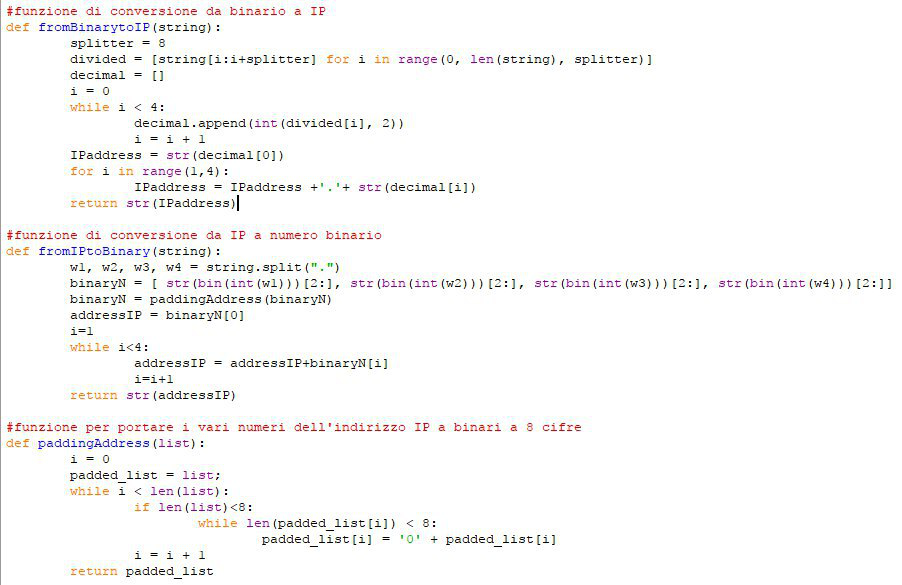 #funzione di conversione da binario a IP
def fromBinarytoIP(string):
        splitter = 8
        divided = [string[i:i+splitter] for i in range(0, len(string), splitter)]
        decimal = []
        i = 0
        while i < 4:
                decimal.append(int(divided[i], 2))
                i = i + 1
        IPaddress = str(decimal[0])
        for i in range(1,4):
                IPaddress = IPaddress +'.'+ str(decimal[i])
        return str(IPaddress)

#funzione di conversione da IP a numero binario
def fromIPtoBinary(string):
        w1, w2, w3, w4 = string.split(".")
        binaryN = [ str(bin(int(w1)))[2:], str(bin(int(w2)))[2:], str(bin(int(w3)))[2:], str(bin(int(w4)))[2:]]
        binaryN = paddingAddress(binaryN)
        addressIP = binaryN[0]
        i=1
        while i<4:
                addressIP = addressIP+binaryN[i]
                i=i+1
        return str(addressIP)

#funzione per portare i vari numeri dell'indirizzo IP a binari a 8 cifre
def paddingAddress(list):
        i = 0
        padded_list = list;
        while i < len(list):
                if len(list)<8:
                        while len(padded_list[i]) < 8:
                                padded_list[i] = '0' + padded_list[i]
                i = i + 1
        return padded_list